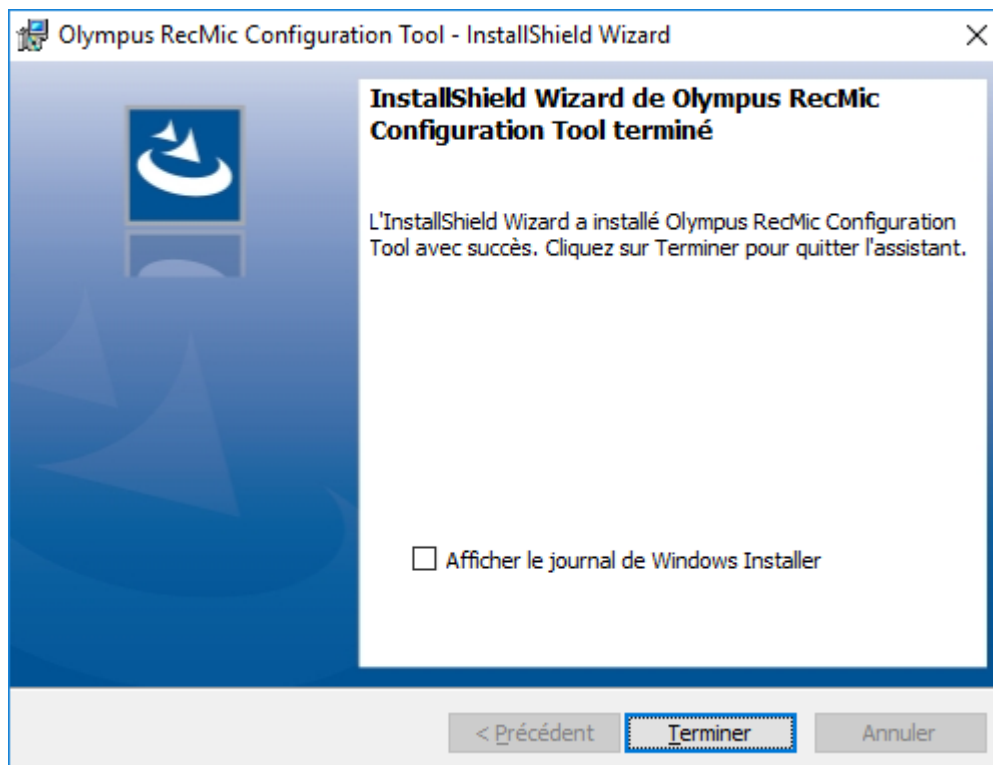 Olympus RecMic Configuration Tool - InstallShield Wizard
InstallShield Wizard de Olympus RecMic
Configuration Tool terminé
L'InstallShield Wizard a installé Olympus RecMic Configuration
Tool avec succès. Cliquez sur Terminer pour quitter l'assistant.
Afficher le journal de Windows Installer
< Précédent
Terminer
Annuler